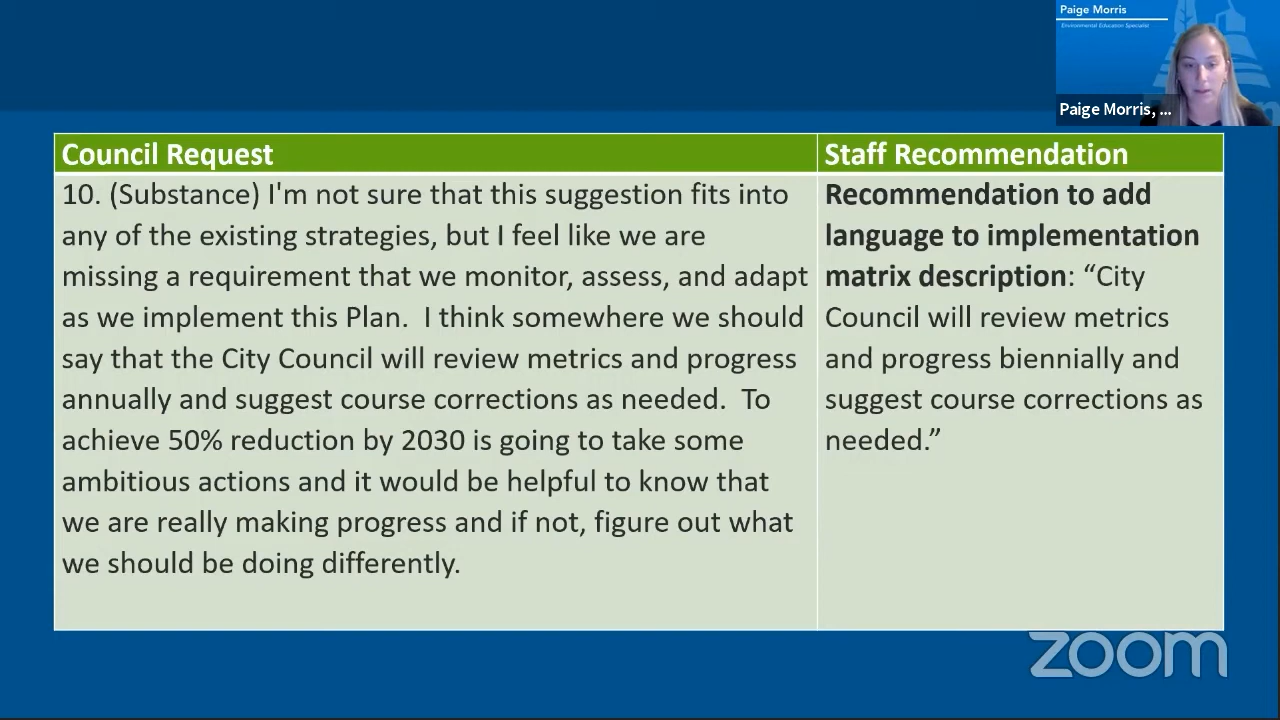 Paige Morris
Environmental Education Specialist
Paige Morris, ...
Council Request
Staff Recommendation
10. (Substance) I'm not sure that this suggestion fits into
any of the existing strategies, but I feel like we are
missing a requirement that we monitor, assess, and adapt
as we implement this Plan.  I think somewhere we should
say that the City Council will review metrics and progress
annually and suggest course corrections as needed.  To
achieve 50% reduction by 2030 is going to take some
ambitious actions and it would be helpful to know that
we are really making progress and if not, figure out what
we should be doing differently.
Recommendation to add
language to implementation
matrix description: “City
Council will review metrics
and progress biennially and
suggest course corrections as
needed.”
zoom